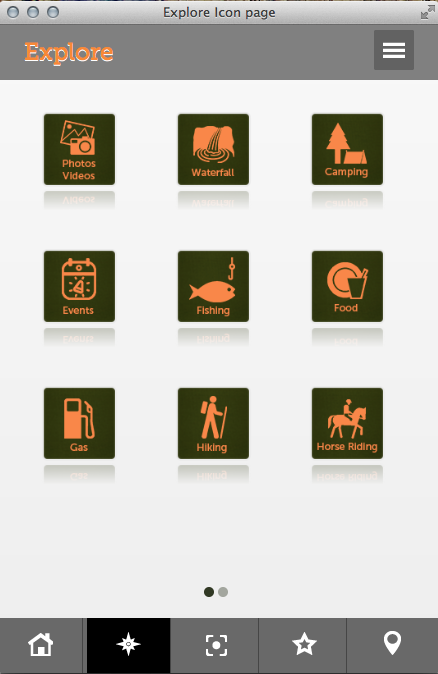 Explore Icon page
Explore
Photos
Videos
Waterfall
Camping
Events
Fishing
Food
Gas
Hiking
Horse Riding